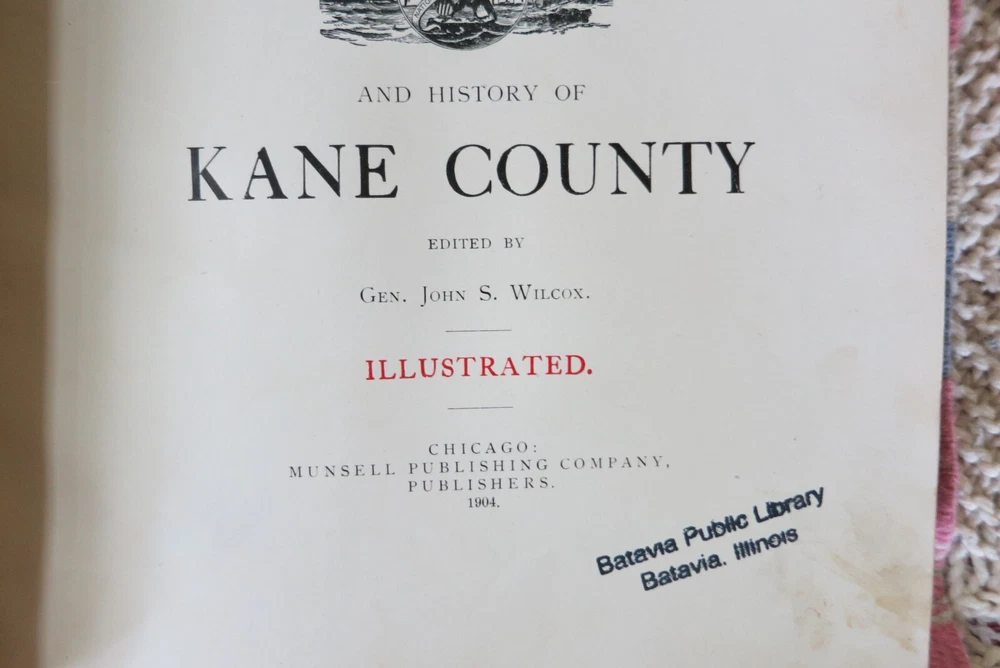 AND HISTORY OF
KANE COUNTY
EDITED BY
GEN. JOHN S. WILCOX.
ILLUSTRATED.
CHICAGO:
MUNSELL PUBLISHING COMPANY,
PUBLISHERS.
1904.
Batavia Public Library
Batavia. Illinois